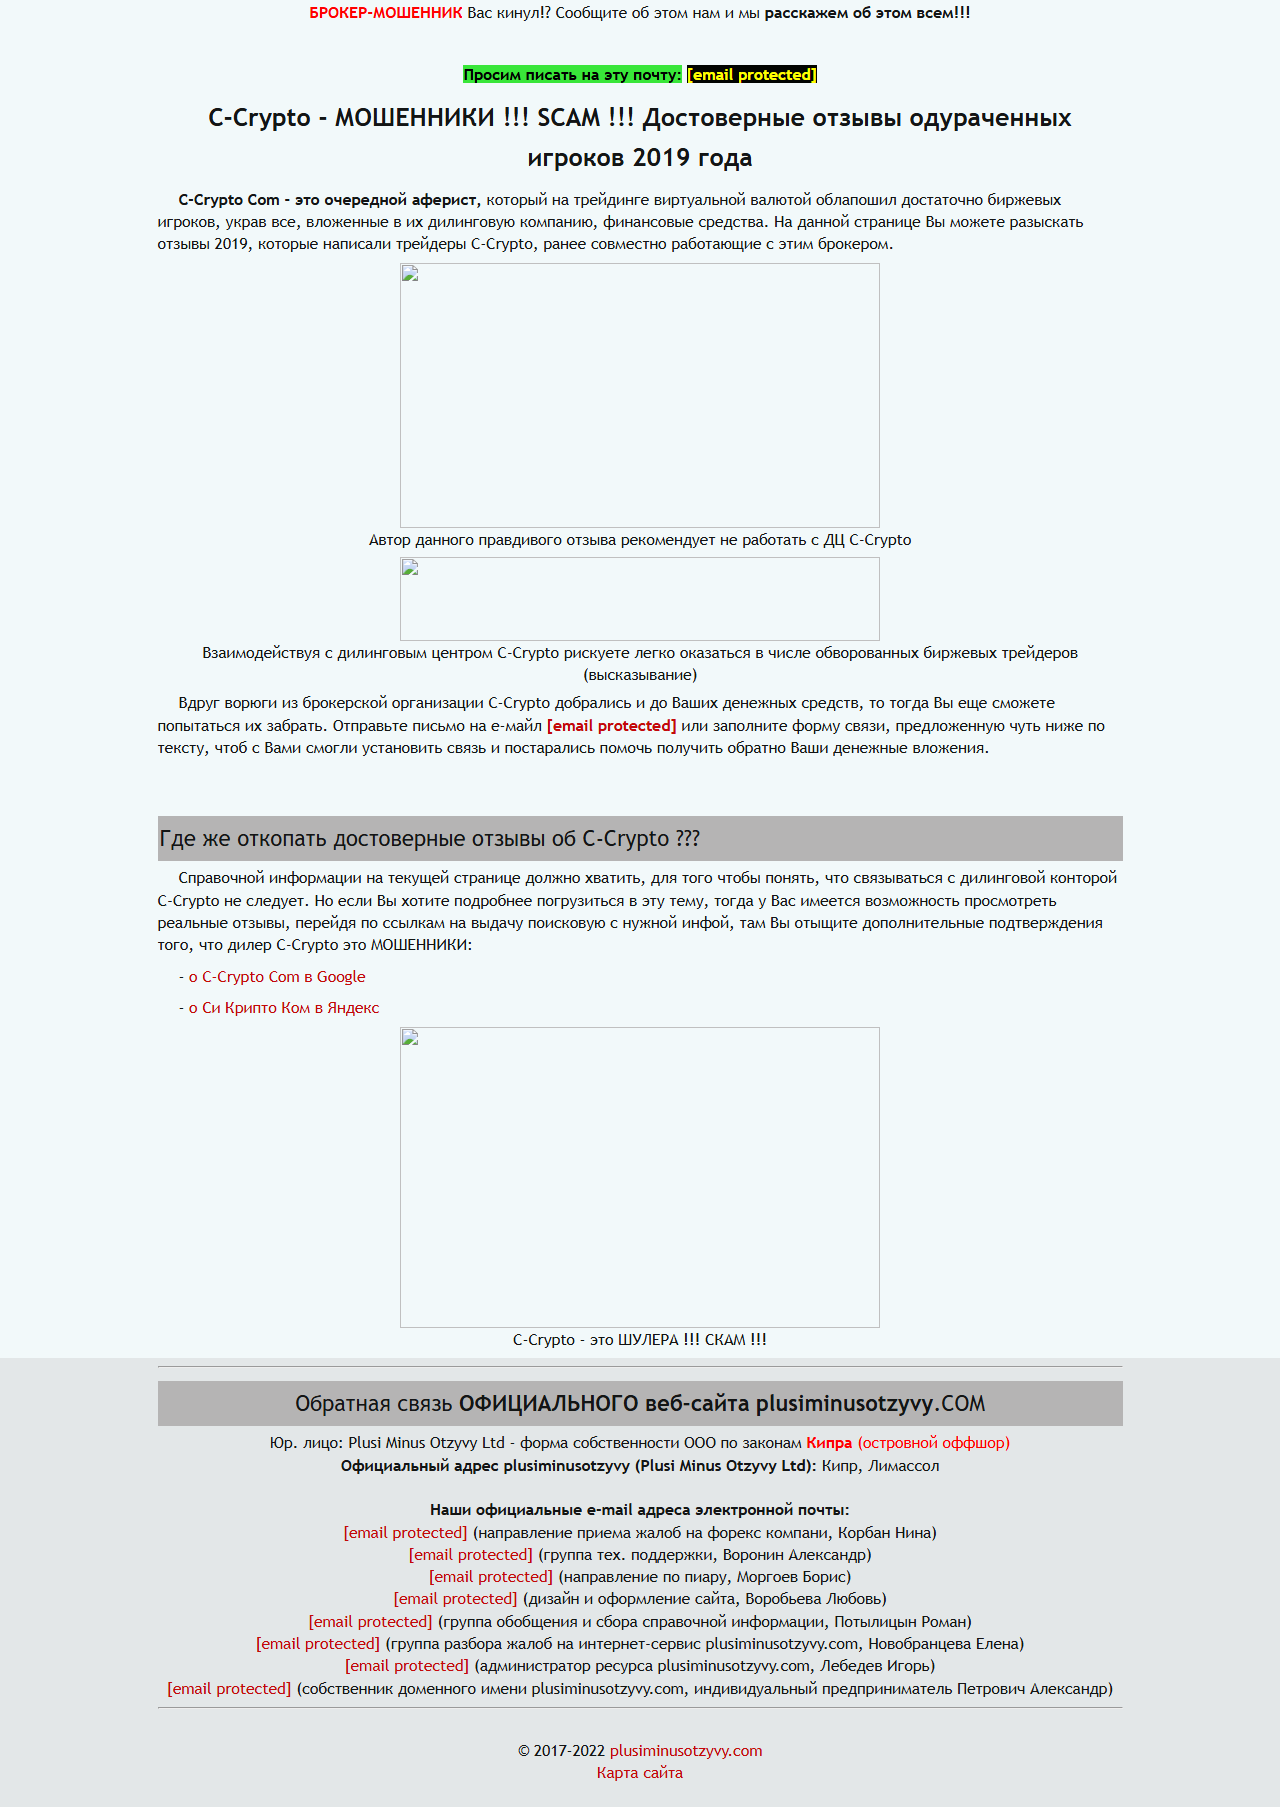 БРОКЕР-МОШЕННИК Вас кинул!? Сообщите об этом нам и мы расскажем об этом всем!!!
Просим писать на эту почту: [email protected]
C-Crypto - МОШЕННИКИ !!! SCAM !!! Достоверные отзывы одураченных
игроков 2019 года
C-Crypto Com - это очередной аферист, который на трейдинге виртуальной валютой облапошил достаточно биржевых
игроков, украв все, вложенные в их дилинговую компанию, финансовые средства. На данной странице Вы можете разыскать
отзывы 2019, которые написали трейдеры C-Crypto, ранее совместно работающие с этим брокером.
Автор данного правдивого отзыва рекомендует не работать с ДЦ C-Crypto
Взаимодействуя с дилинговым центром C-Crypto рискуете легко оказаться в числе обворованных биржевых трейдеров
(высказывание)
Вдруг ворюги из брокерской организации C-Crypto добрались и до Ваших денежных средств, то тогда Вы еще сможете
попытаться их забрать. Отправьте письмо на е-майл [email protected] или заполните форму связи, предложенную чуть ниже по
тексту, чтоб с Вами смогли установить связь и постарались помочь получить обратно Ваши денежные вложения.
Где же откопать достоверные отзывы об C-Crypto ???
Справочной информации на текущей странице должно хватить, для того чтобы понять, что связываться с дилинговой конторой
C-Crypto не следует. Но если Вы хотите подробнее погрузиться в эту тему, тогда у Вас имеется возможность просмотреть
реальные отзывы, перейдя по ссылкам на выдачу поисковую с нужной инфой, там Вы отыщите дополнительные подтверждения
того, что дилер C-Crypto это МОШЕННИКИ:
- о C-Crypto Com в Google
- о Си Крипто Ком в Яндекс
C-Crypto - это ШУЛЕРА !!! СКАМ !!!
Обратная связь ОФИЦИАЛЬНОГО веб-сайта plusiminusotzyvy.COM
Юр. лицо: Plusi Minus Otzyvy Ltd - форма собственности ООО по законам Кипра (островной оффшор)
Официальный адрес plusiminusotzyvy (Plusi Minus Otzyvy Ltd): Кипр, Лимассол
Наши официальные e-mail адреса электронной почты:
[email protected] (направление приема жалоб на форекс компани, Корбан Нина)
[email protected] (группа тех. поддержки, Воронин Александр)
[email protected] (направление по пиару, Моргоев Борис)
[email protected] (дизайн и оформление сайта, Воробьева Любовь)
[email protected] (группа обобщения и сбора справочной информации, Потылицын Роман)
[email protected] (группа разбора жалоб на интернет-сервис plusiminusotzyvy.com, Новобранцева Елена)
[email protected] (администратор ресурса plusiminusotzyvy.com, Лебедев Игорь)
[email protected] (собственник доменного имени plusiminusotzyvy.com, индивидуальный предприниматель Петрович Александр)
© 2017-2022 plusiminusotzyvy.com
Карта сайта